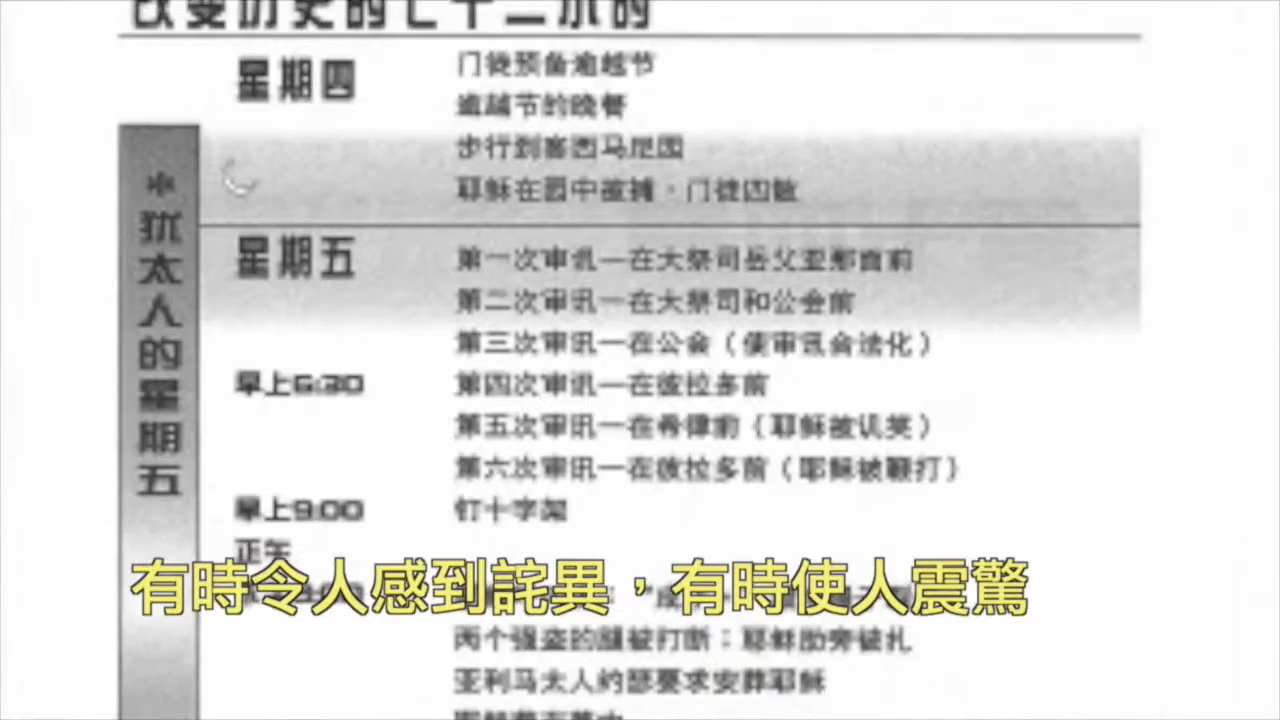 改变历史的七十二小时
星期四
门徒预备逾越节
逾越节的晚餐
步行到客西马尼园
耶稣在园中被捕,门徒四散
*犹太人的星期五
星期五
第一次审讯—在大祭司岳父亚那面前
第二次审讯—在大祭司和公会前
第三次审讯—在公会(使审讯合法化)
早上6:30 第四次审讯—在彼拉多前
第五次审讯—在希律前(耶稣被讥笑)
第六次审讯—在彼拉多前(耶稣被鞭打)
早上9:00 钉十字架
正午
有時令人感到詫異,有時使人震驚
两个强盗的腿被打断;耶稣肋旁被扎
亚利马太人约瑟要求安葬耶稣